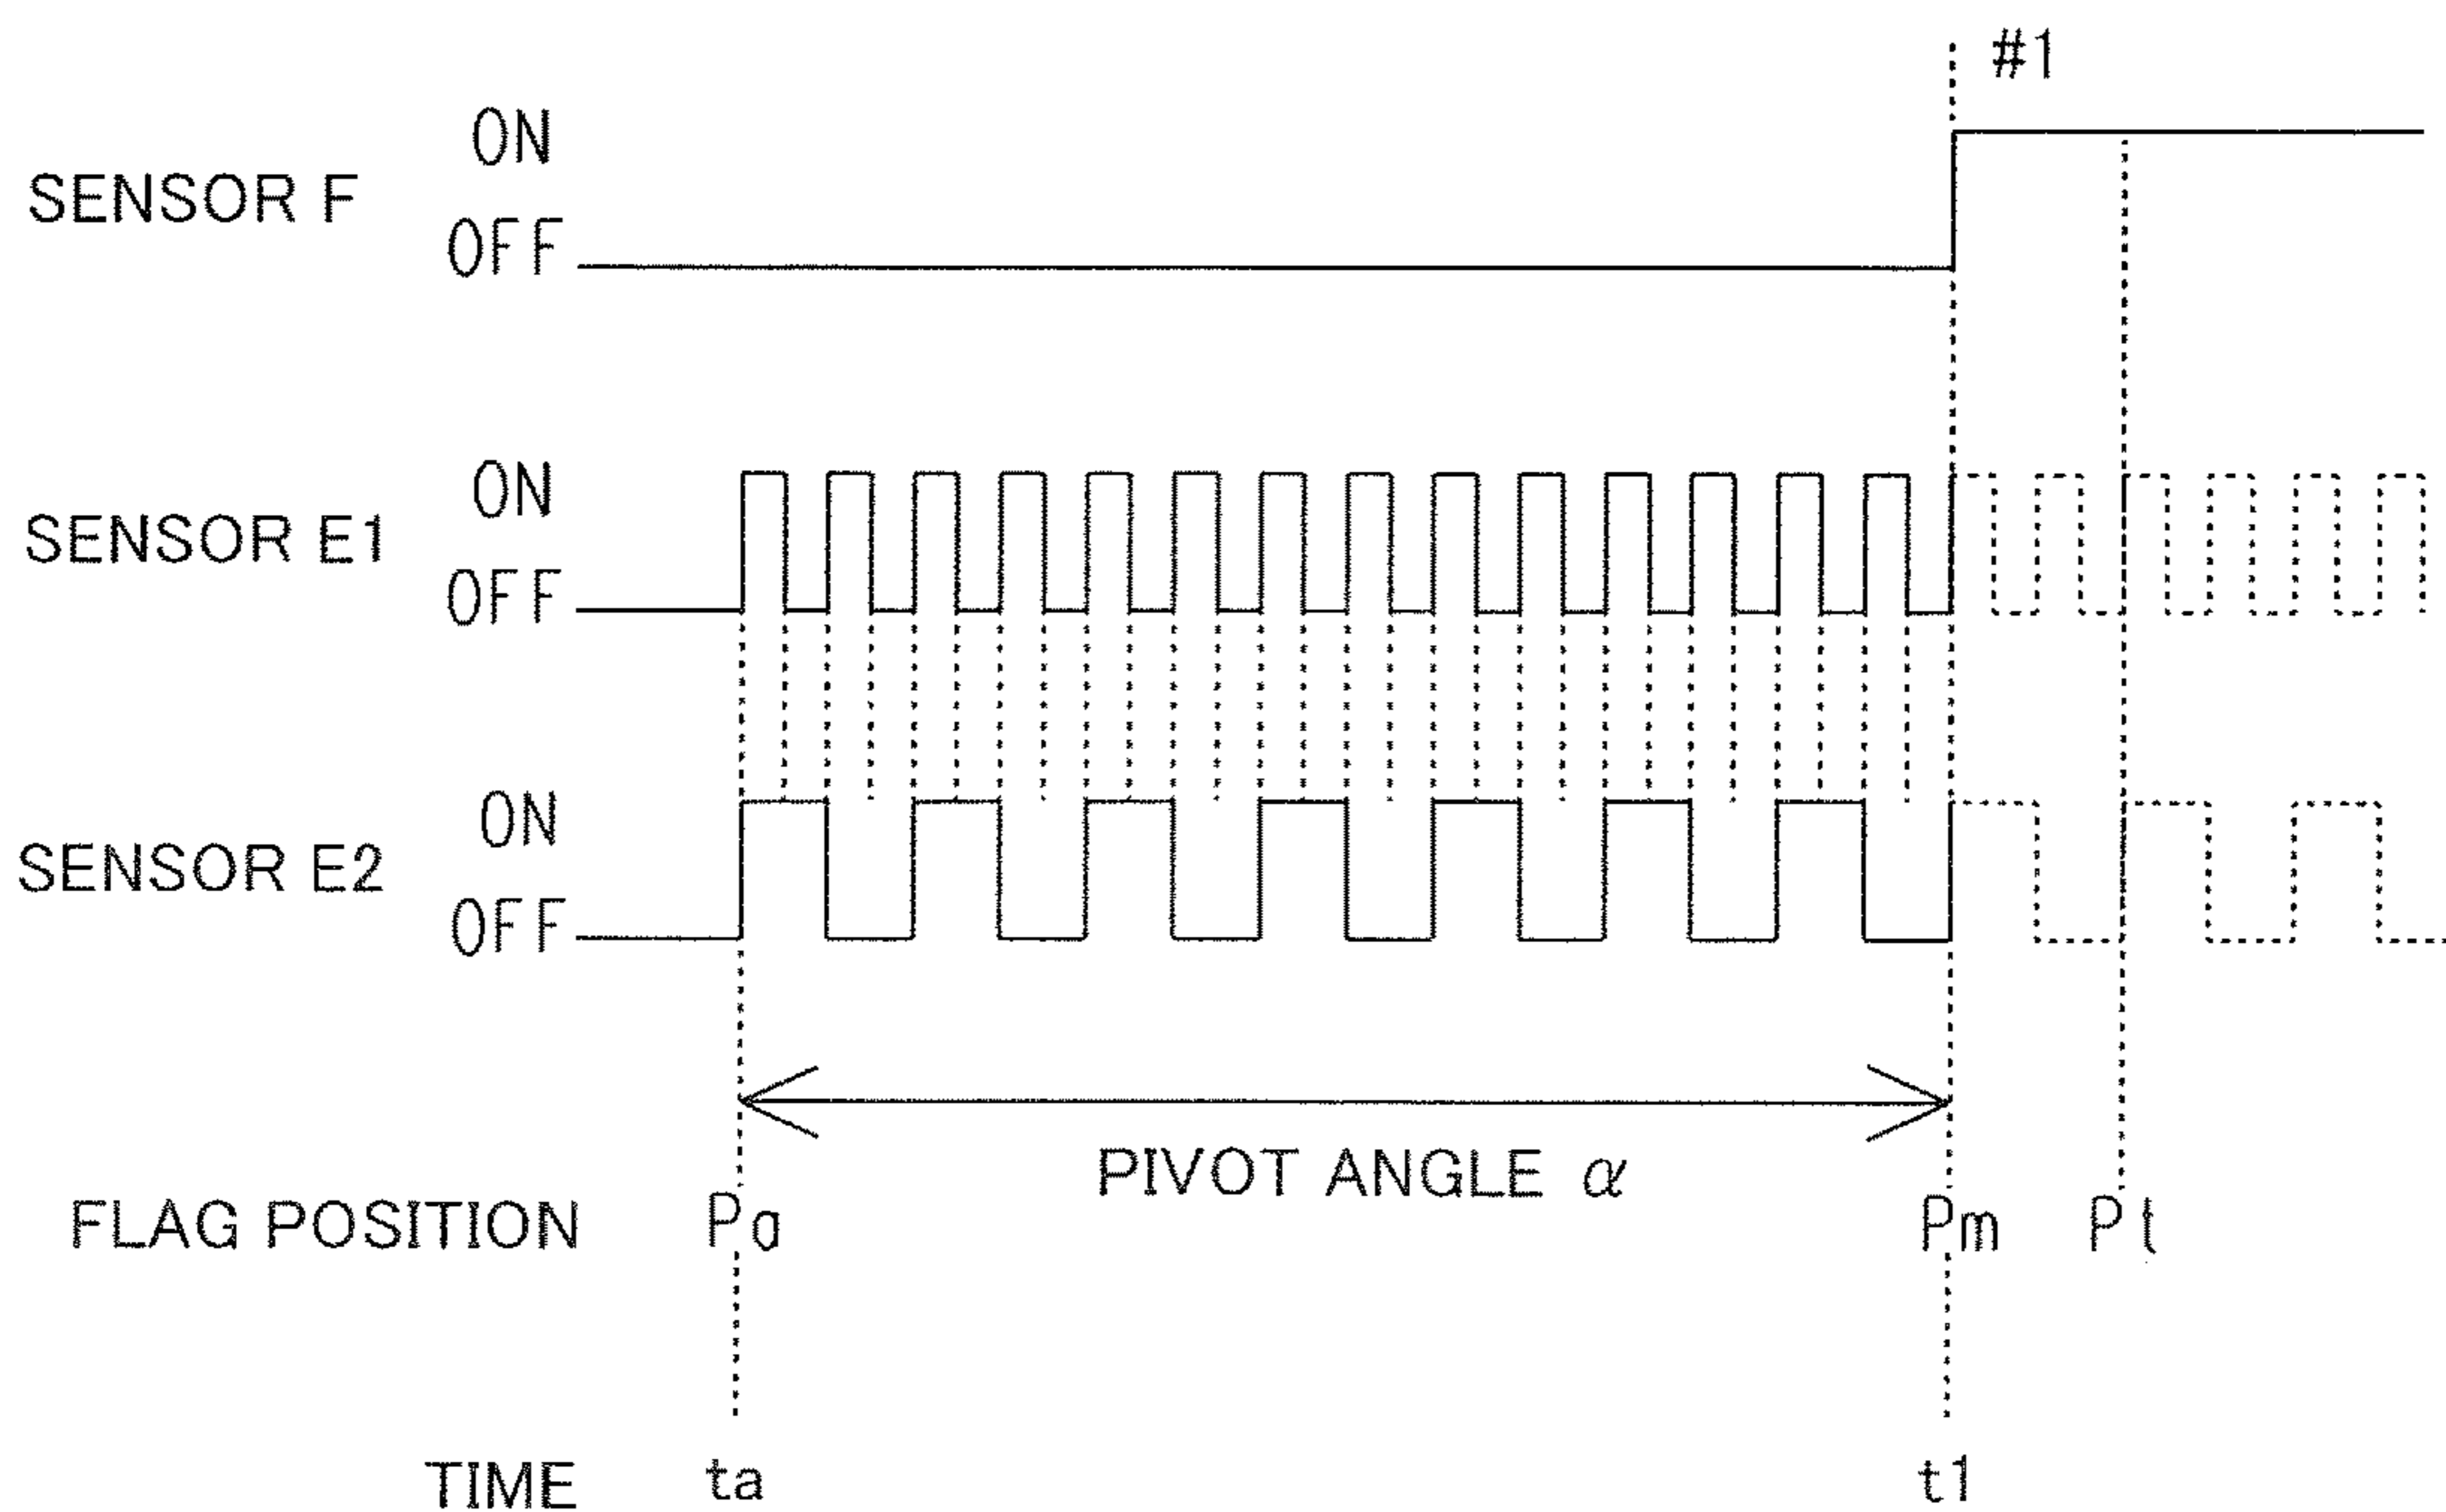 #1
ON
SENSOR F
OFF
ON
SENSOR E1
OFF
ON
SENSOR E2
OFF
PIVOT ANGLE α
FLAG POSITION Pa Pm Pt
TIME ta t1